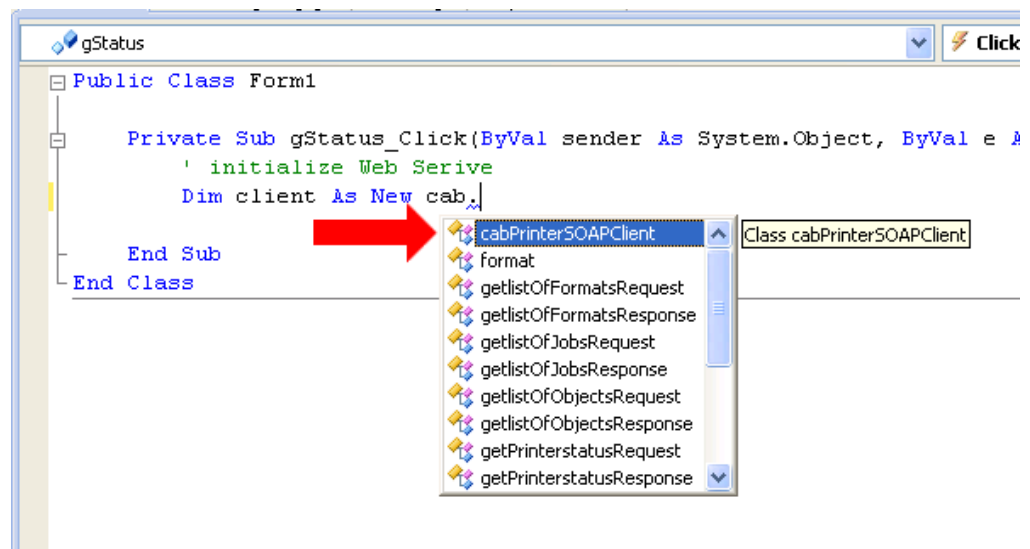 gStatus Click
Public Class Form1
Private Sub gStatus_Click(ByVal sender As System.Object, ByVal e A
' initialize Web Serive
Dim client As New cab.
cabPrinterSOAPClient Class cabPrinterSOAPClient
End Sub
format
End Class
getlistOfFormatsRequest
getlistOfFormatsResponse
getlistOfJobsRequest
getlistOfJobsResponse
getlistOfObjectsRequest
getlistOfObjectsResponse
getPrinterstatusRequest
getPrinterstatusResponse